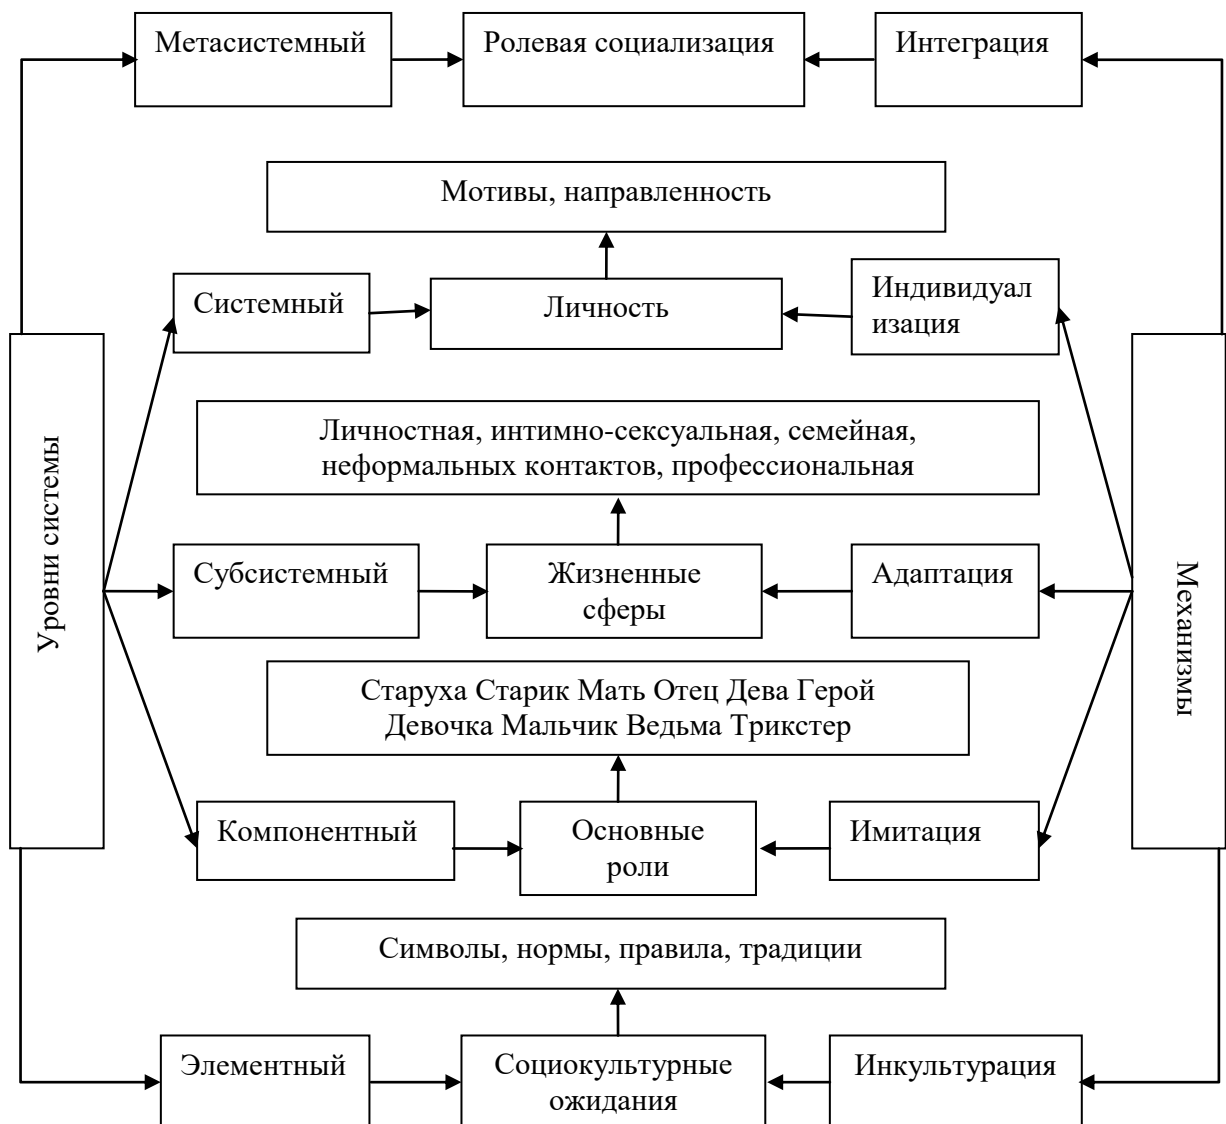 Метасистемный
Ролевая социализация
Интеграция
Мотивы, направленность
Системный
Личность
Индивидуал
изация
Личностная, интимно-сексуальная, семейная,
неформальных контактов, профессиональная
Уровни системы
Субсистемный
Жизненные
сферы
Адаптация
Механизмы
Старуха Старик Мать Отец Дева Герой
Девочка Мальчик Ведьма Трикстер
Компонентный
Основные
роли
Имитация
Символы, нормы, правила, традиции
Элементный
Социокультурные
ожидания
Инкультурация